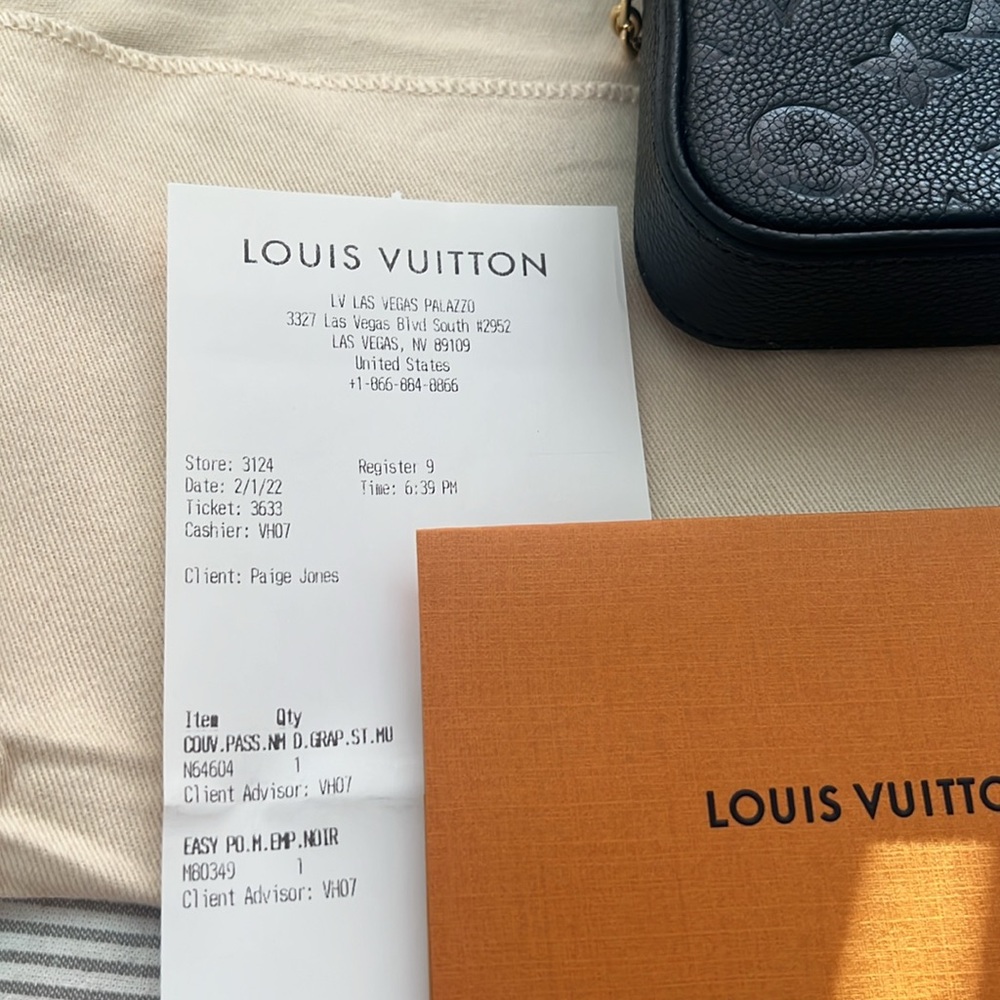 LOUIS VUITTON
LV LAS VEGAS PALAZZO
3327 Las Vegas Blvd South #2952
LAS VEGAS, NV 89109
United States
+1-866-884-8866
Store: 3124 Register 9
Date: 2/1/22 Time: 6:39 PM
Ticket: 3633
Cashier: VH07
Client: Paige Jones
Item Qty
COUV.PASS.NM D.GRAP.ST.MU
N64604 1
Client Advisor: VH07
EASY PO.M.EMP.NOIR
M80349 1
Client Advisor: VH07
LOUIS VUITTO